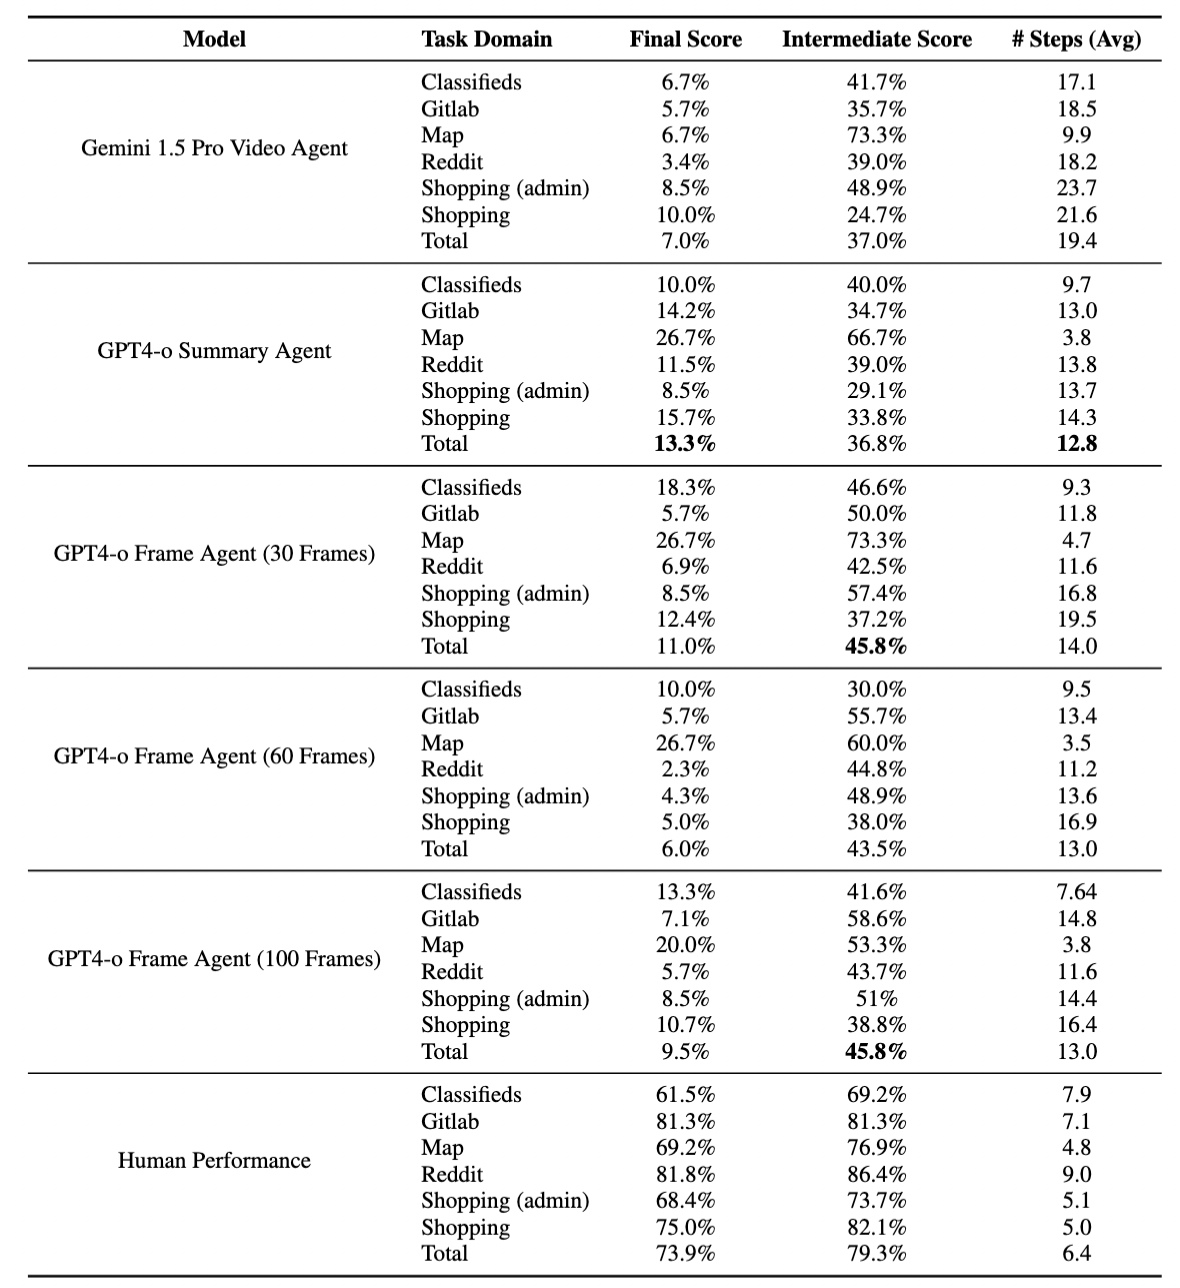 Model Task Domain Final Score Intermediate Score # Steps (Avg)
Classifieds 6.7% 41.7% 17.1
Gitlab 5.7% 35.7% 18.5
Map 6.7% 73.3% 9.9
Gemini 1.5 Pro Video Agent
Reddit 3.4% 39.0% 18.2
Shopping (admin) 8.5% 48.9% 23.7
Shopping 10.0% 24.7% 21.6
Total 7.0% 37.0% 19.4
Classifieds 10.0% 40.0% 9.7
Gitlab 14.2% 34.7% 13.0
Map 26.7% 66.7% 3.8
GPT4-o Summary Agent
Reddit 11.5% 39.0% 13.8
Shopping (admin) 8.5% 29.1% 13.7
Shopping 15.7% 33.8% 14.3
Total 13.3% 36.8% 12.8
Classifieds 18.3% 46.6% 9.3
Gitlab 5.7% 50.0% 11.8
Map 26.7% 73.3% 4.7
GPT4-o Frame Agent (30 Frames)
Reddit 6.9% 42.5% 11.6
Shopping (admin) 8.5% 57.4% 16.8
Shopping 12.4% 37.2% 19.5
Total 11.0% 45.8% 14.0
Classifieds 10.0% 30.0% 9.5
Gitlab 5.7% 55.7% 13.4
Map 26.7% 60.0% 3.5
GPT4-o Frame Agent (60 Frames)
Reddit 2.3% 44.8% 11.2
Shopping (admin) 4.3% 48.9% 13.6
Shopping 5.0% 38.0% 16.9
Total 6.0% 43.5% 13.0
Classifieds 13.3% 41.6% 7.64
Gitlab 7.1% 58.6% 14.8
Map 20.0% 53.3% 3.8
GPT4-o Frame Agent (100 Frames)
Reddit 5.7% 43.7% 11.6
Shopping (admin) 8.5% 51% 14.4
Shopping 10.7% 38.8% 16.4
Total 9.5% 45.8% 13.0
Classifieds 61.5% 69.2% 7.9
Gitlab 81.3% 81.3% 7.1
Map 69.2% 76.9% 4.8
Human Performance
Reddit 81.8% 86.4% 9.0
Shopping (admin) 68.4% 73.7% 5.1
Shopping 75.0% 82.1% 5.0
Total 73.9% 79.3% 6.4